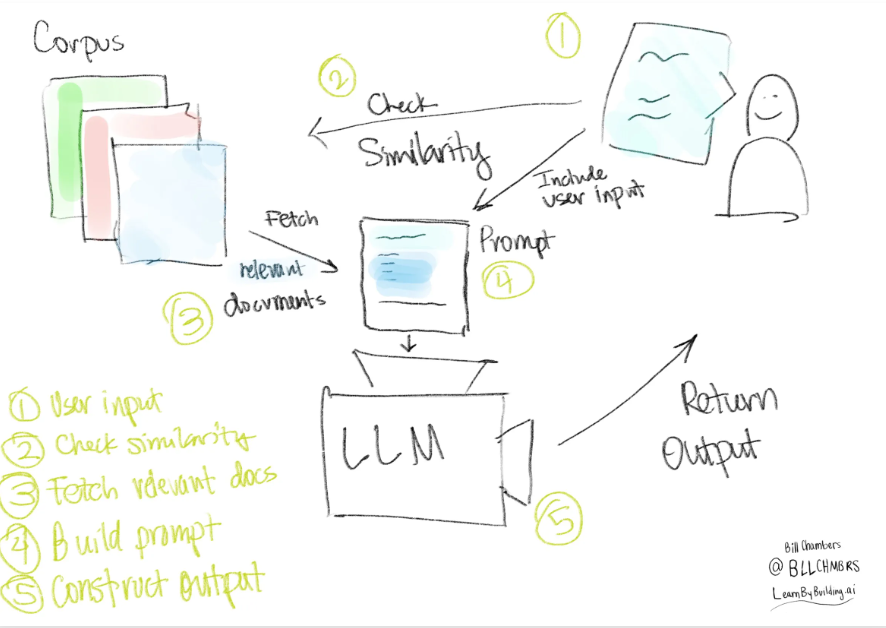 Corpus
1
2
Check
Similarity
Include
user input
Fetch
relevant
documents
3
Prompt
4
LLM
Return
Output
5
1 User input
2 Check similarity
3 Fetch relevant docs
4 Build prompt
5 Construct output
Bill Chambers
@ BLLCHMBRS
LearnByBuilding.ai